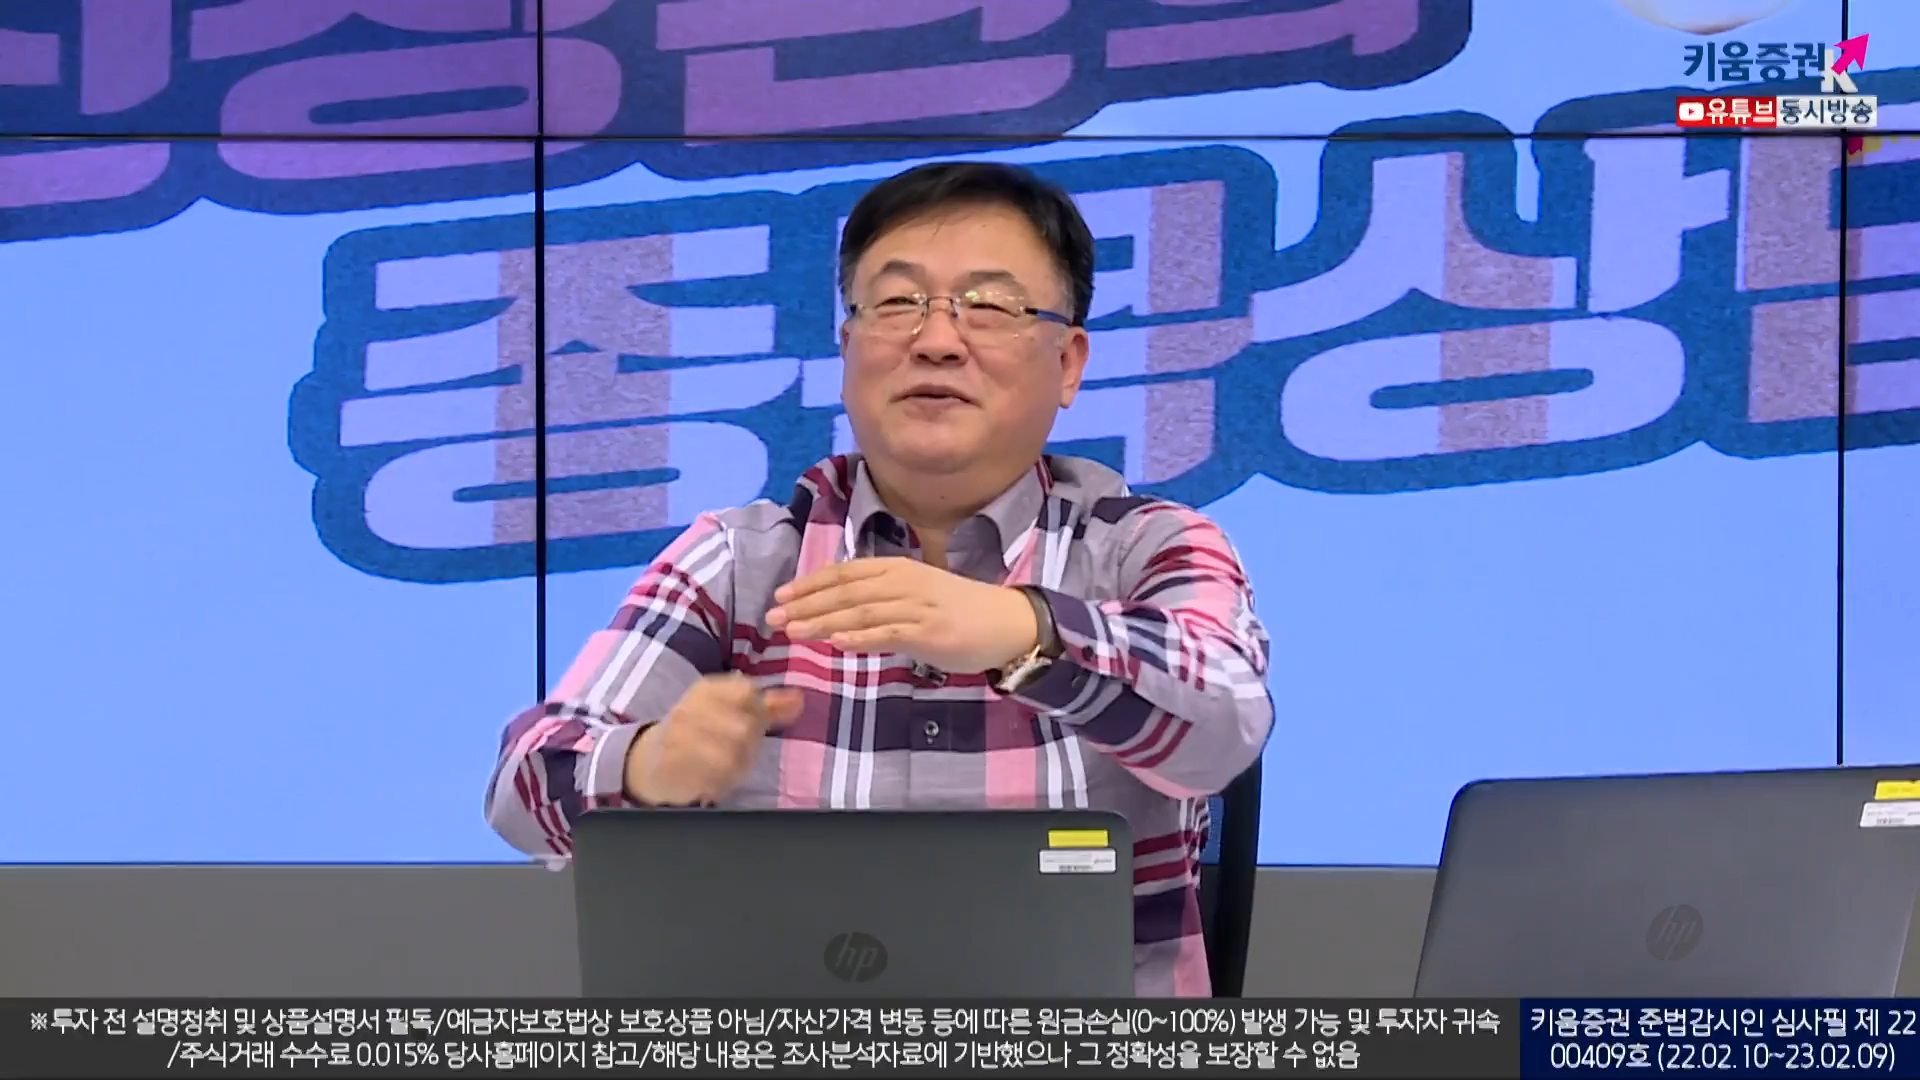 키움증권
유튜브 동시방송
종목상담
hp
hp
※투자 전 설명청취 및 상품설명서 필독/예금자보호법상 보호상품 아님/자산가격 변동 등에 따른 원금손실(0~100%) 발생 가능 및 투자자 귀속
/주식거래 수수료 0.015% 당사홈페이지 참고/해당 내용은 조사분석자료에 기반했으나 그 정확성을 보장할 수 없음
키움증권 준법감시인 심사필 제 22
00409호 (22.02.10~23.02.09)